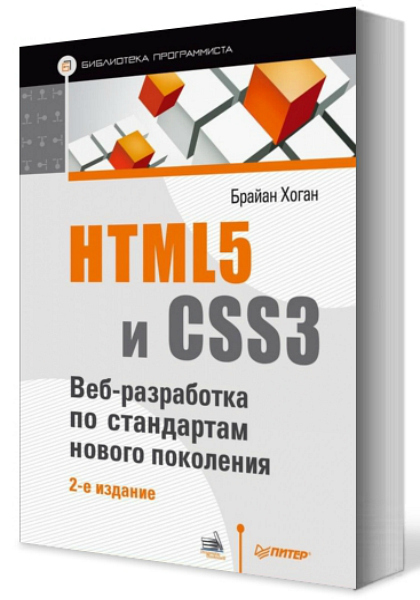 БИБЛИОТЕКА ПРОГРАММИСТА
Брайан Хоган
HTML5
и CSS3
Веб-разработка
по стандартам
нового поколения
2-е издание
ПИТЕР